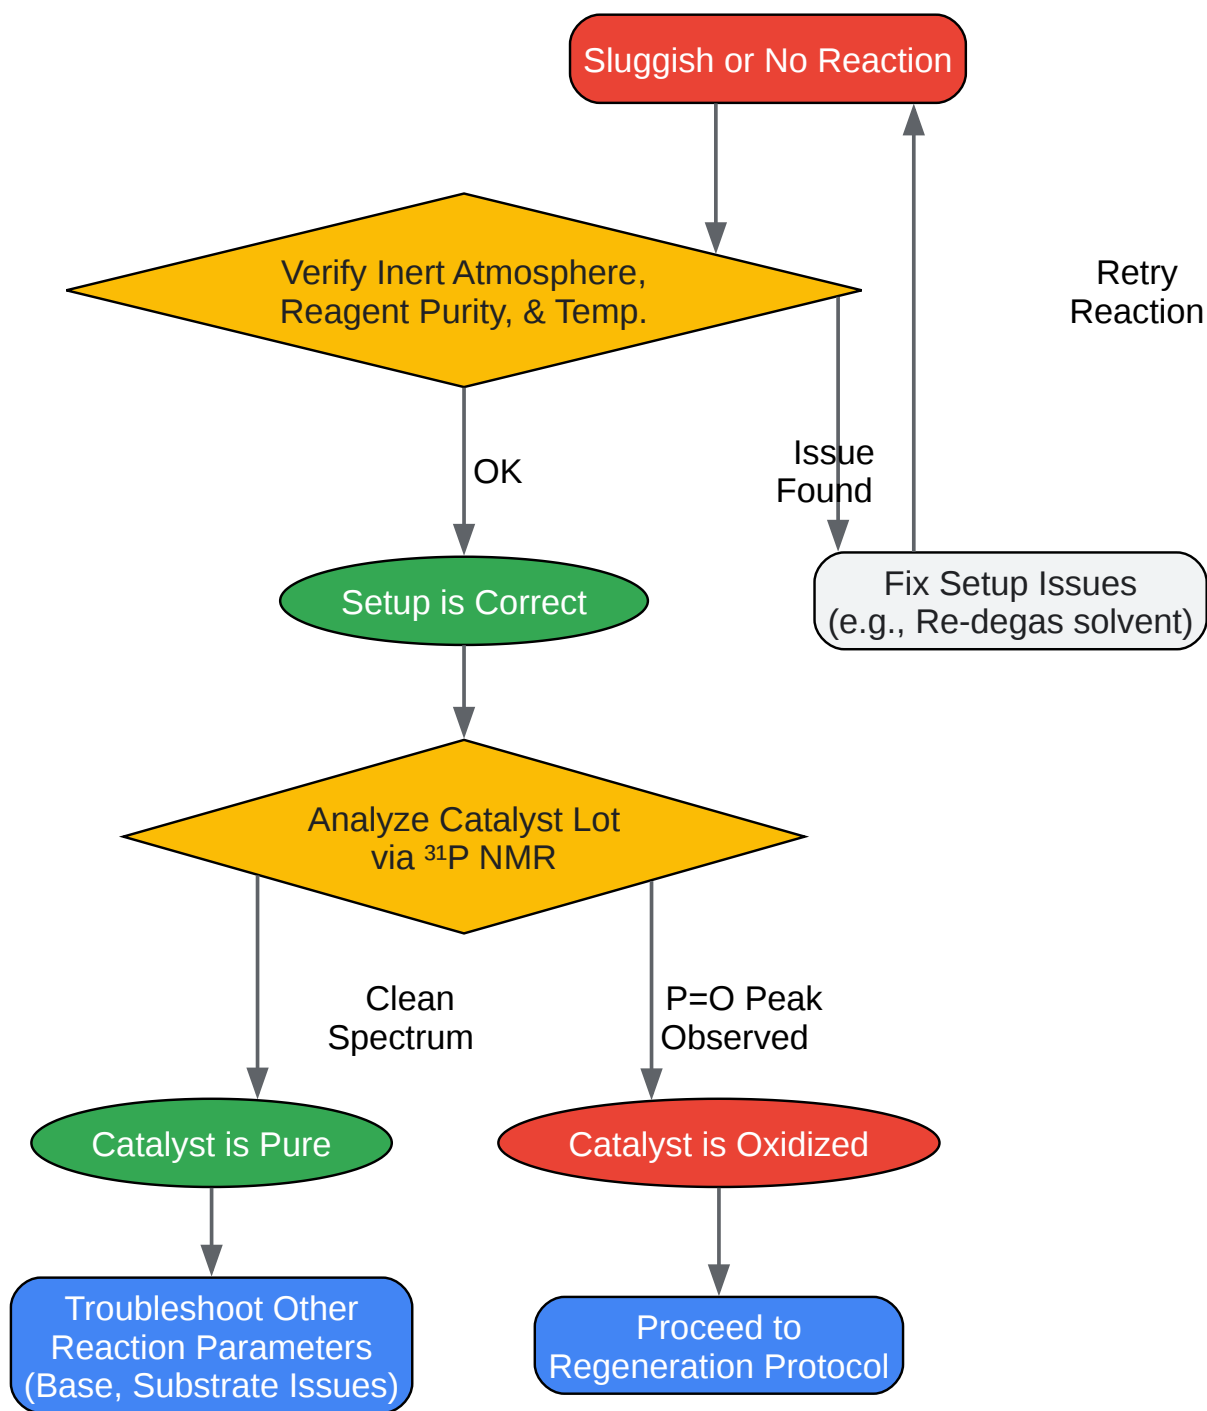 Sluggish or No Reaction
Verify Inert Atmosphere,
Reagent Purity, & Temp.
Retry
Reaction
OK
Issue
Found
Setup is Correct
Fix Setup Issues
(e.g., Re-degas solvent)
Analyze Catalyst Lot
via ³¹P NMR
Clean
Spectrum
P=O Peak
Observed
Catalyst is Pure
Catalyst is Oxidized
Troubleshoot Other
Reaction Parameters
(Base, Substrate Issues)
Proceed to
Regeneration Protocol